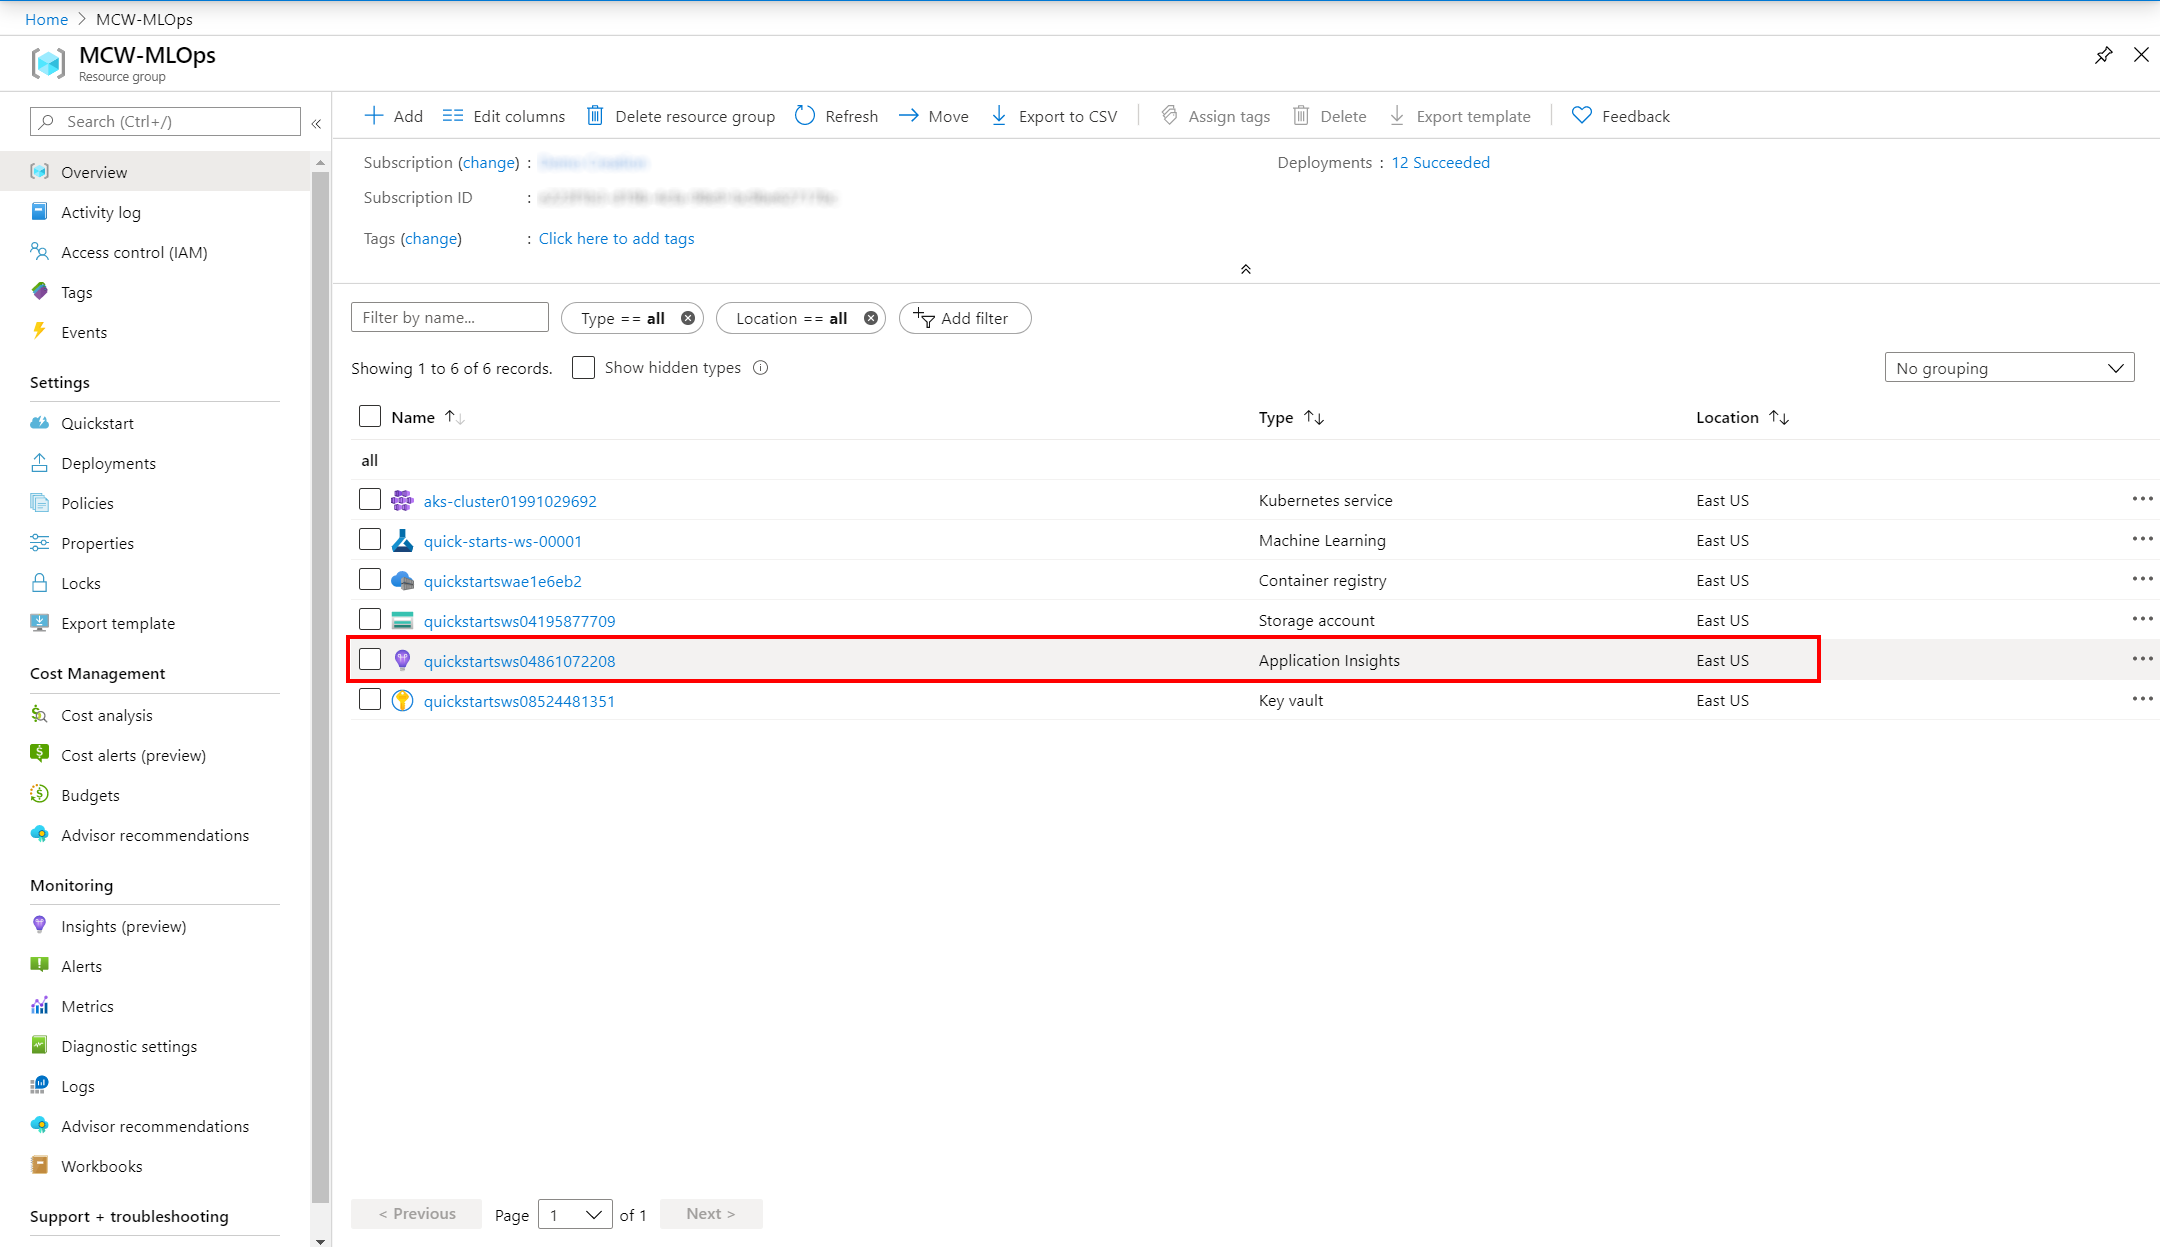 Home > MCW-MLOps
MCW-MLOps
Resource group
Search (Ctrl+/)
«
Overview
Activity log
Access control (IAM)
Tags
Events
Settings
Quickstart
Deployments
Policies
Properties
Locks
Export template
Cost Management
Cost analysis
Cost alerts (preview)
Budgets
Advisor recommendations
Monitoring
Insights (preview)
Alerts
Metrics
Diagnostic settings
Logs
Advisor recommendations
Workbooks
Support + troubleshooting
Add Edit columns Delete resource group Refresh Move Export to CSV Assign tags Delete Export template Feedback
Subscription (change) :
Deployments : 12 Succeeded
Subscription ID :
Tags (change) : Click here to add tags
Filter by name... Type == all Location == all Add filter
Showing 1 to 6 of 6 records. Show hidden types No grouping
Name Type Location
all
aks-cluster01991029692 Kubernetes service East US
quick-starts-ws-00001 Machine Learning East US
quickstartswae1e6eb2 Container registry East US
quickstartsws04195877709 Storage account East US
quickstartsws04861072208 Application Insights East US
quickstartsws08524481351 Key vault East US
< Previous Page 1 of 1 Next >